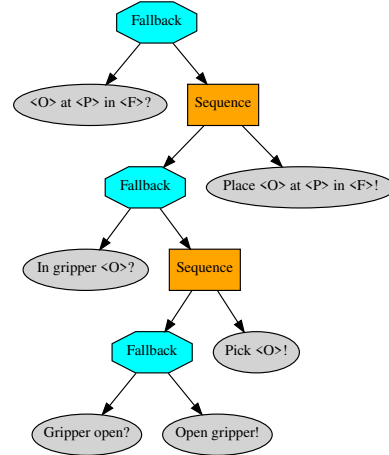 Fallback
<O> at <P> in <F>?
Sequence
Fallback
Place <O> at <P> in <F>!
In gripper <O>?
Sequence
Fallback
Pick <O>!
Gripper open?
Open gripper!